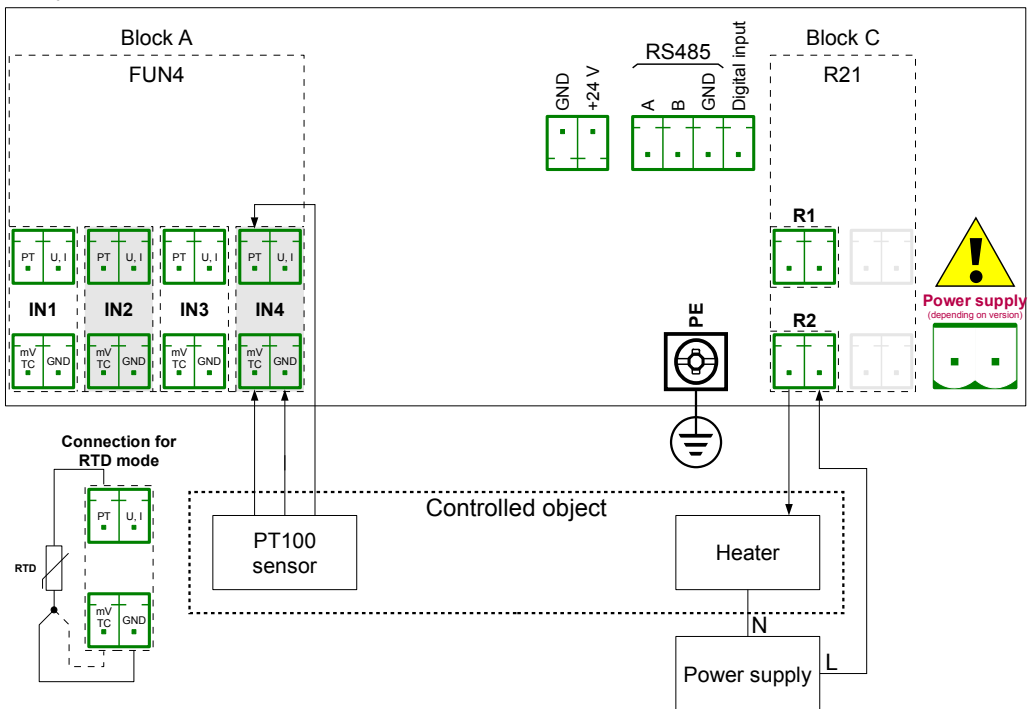 Block A
FUN4
GND
+24 V
RS485
A
B
GND
Digital input
Block C
R21
PT U, I
PT U, I
PT U, I
PT U, I
IN1
IN2
IN3
IN4
mV TC GND
mV TC GND
mV TC GND
mV TC GND
R1
R2
PE
Power supply
(depending on version)
Connection for
RTD mode
PT U, I
RTD
mV TC GND
Controlled object
PT100
sensor
Heater
N
L
Power supply